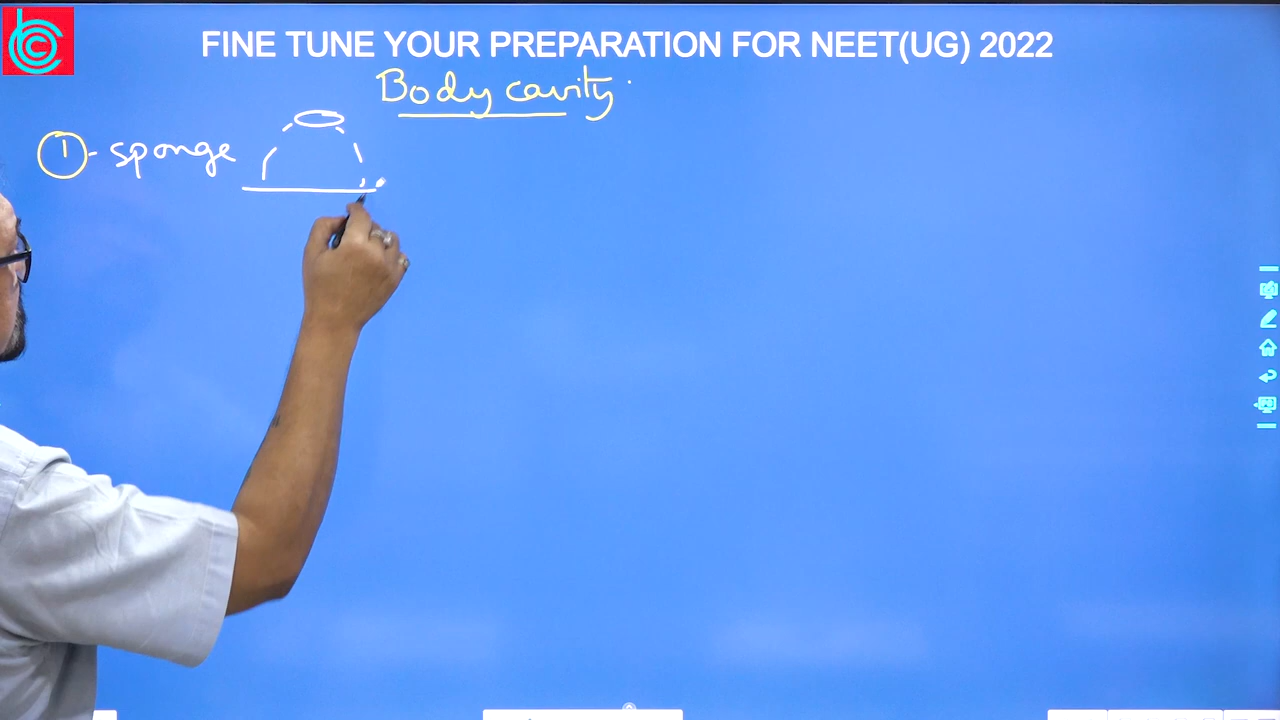 FINE TUNE YOUR PREPARATION FOR NEET(UG) 2022
Body cavity
① - sponge